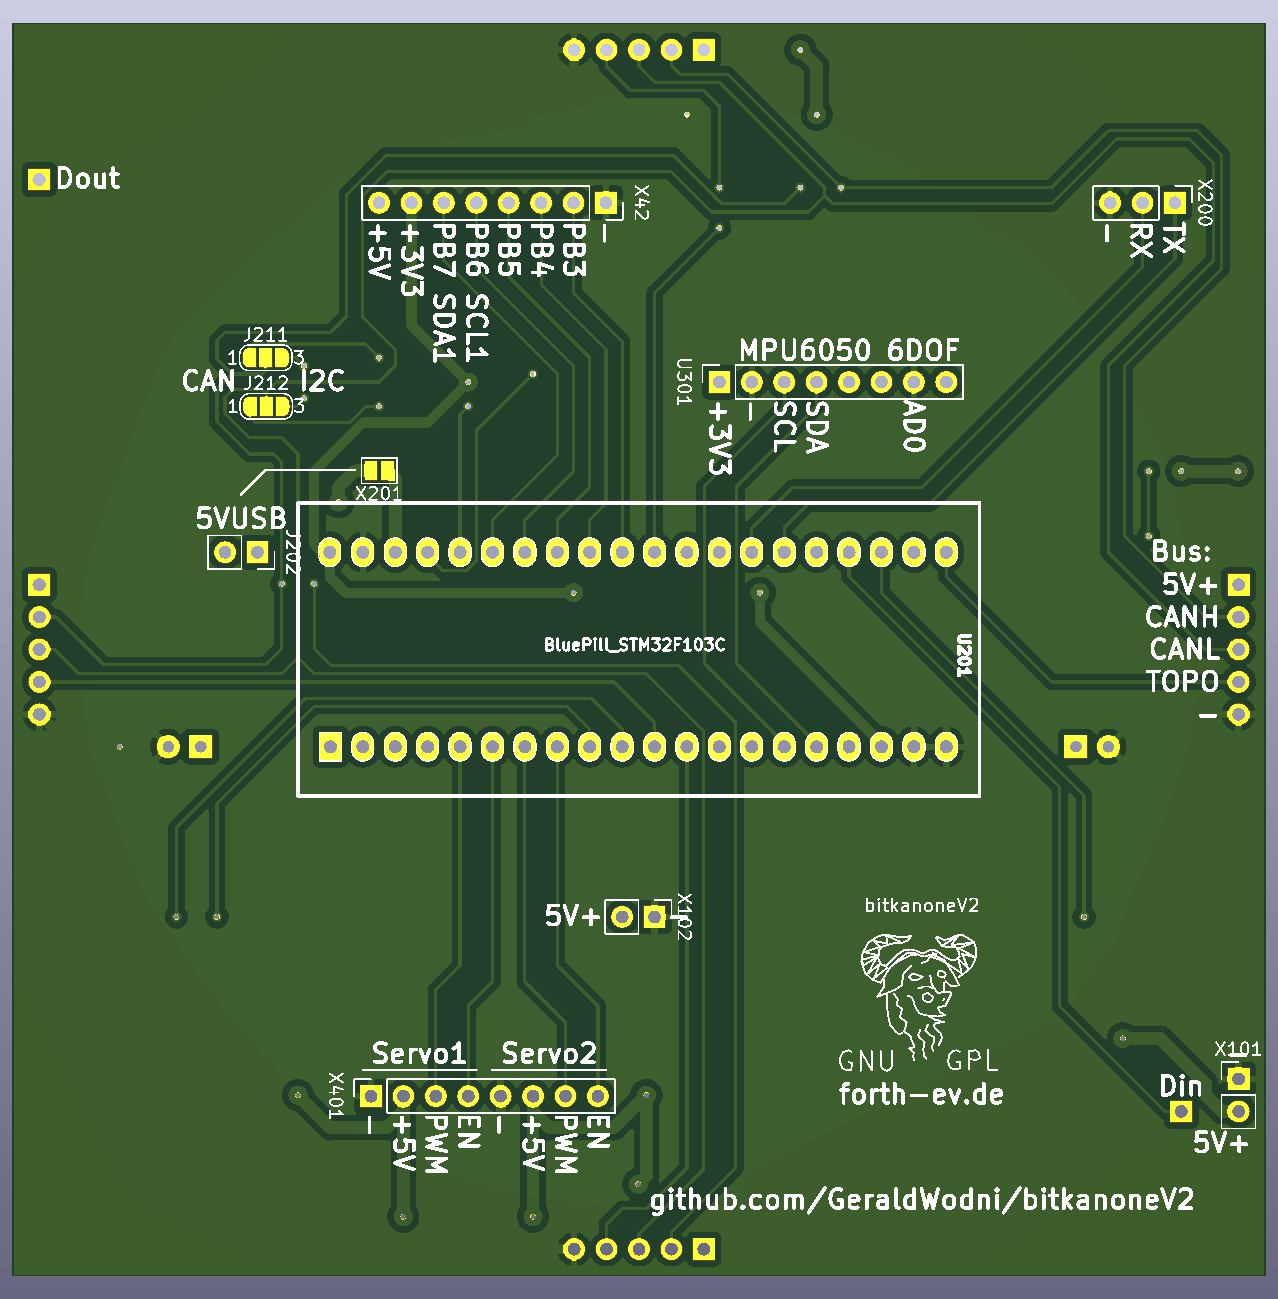 Dout
X42
X200
+5V
+3V3
PB7 SDA1
PB6 SCL1
PB5
PB4
PB3
-
-
RX
TX
J211
1
3
CAN
I2C
J212
1
3
MPU6050 6DOF
U301
+3V3
-
SCL
SDA
AD0
X201
5VUSB
J202
Bus:
5V+
CANH
CANL
TOPO
-
BluePill_STM32F103C
U201
5V+
-
X102
bitkanoneV2
GNU
GPL
forth-ev.de
Servo1
Servo2
X401
-
+5V
PWM
EN
-
+5V
PWM
EN
X101
-
Din
5V+
github.com/GeraldWodni/bitkanoneV2